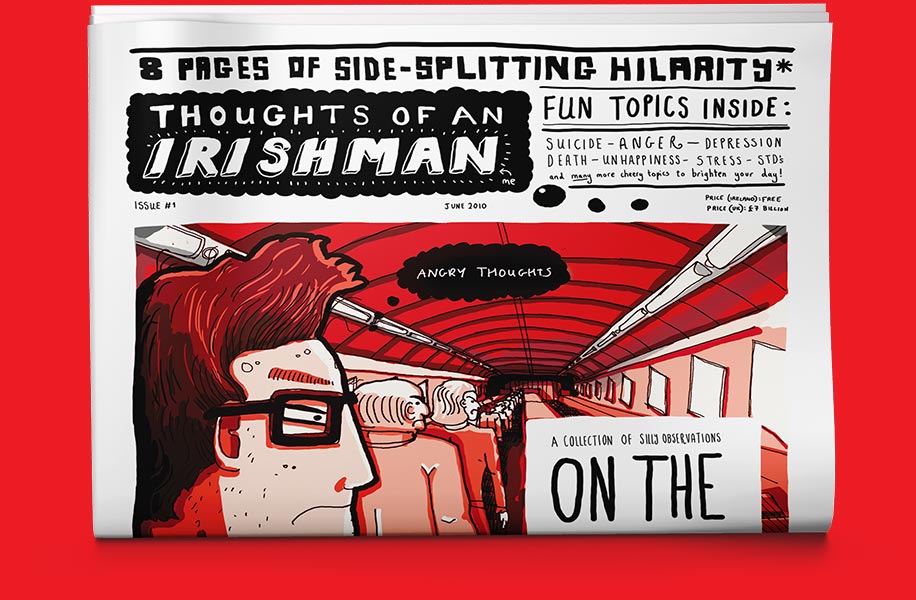 8 PAGES OF SIDE-SPLITTING HILARITY*
THOUGHTS OF AN
IRISHMAN
me
FUN TOPICS INSIDE:
SUICIDE - ANGER - DEPRESSION
DEATH - UNHAPPINESS - STRESS - STDs
and many more cheery topics to brighten your day!
ISSUE #1
JUNE 2010
PRICE (IRELAND): FREE
PRICE (UK): £7 BILLION
ANGRY THOUGHTS
A COLLECTION OF SILLY OBSERVATIONS
ON THE